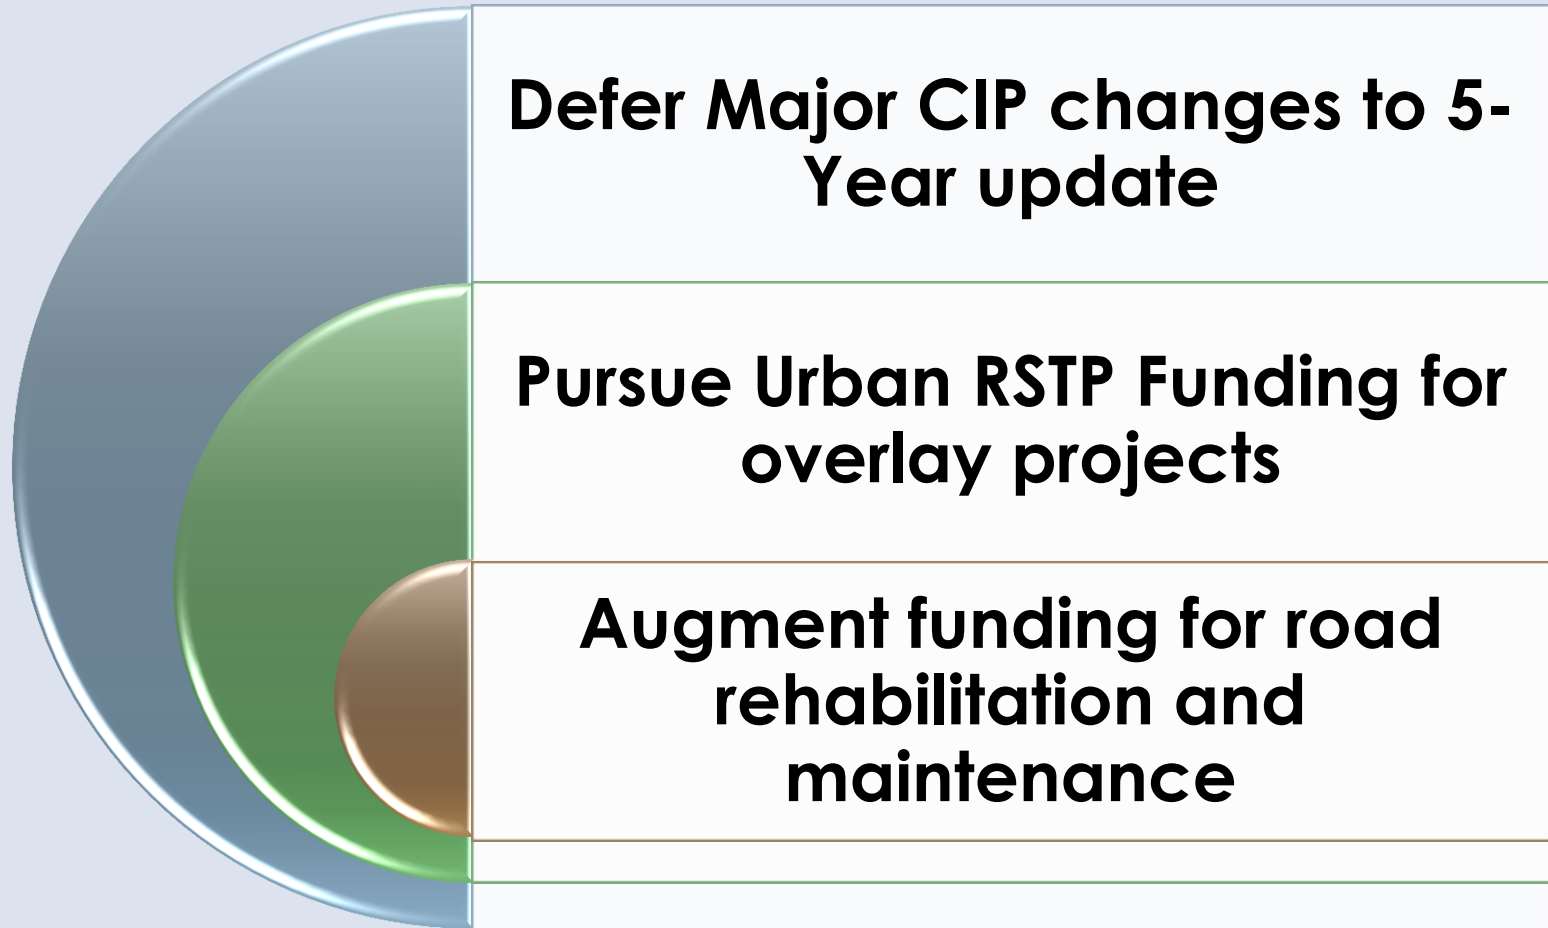 Defer Major CIP changes to 5-
Year update
Pursue Urban RSTP Funding for
overlay projects
Augment funding for road
rehabilitation and
maintenance